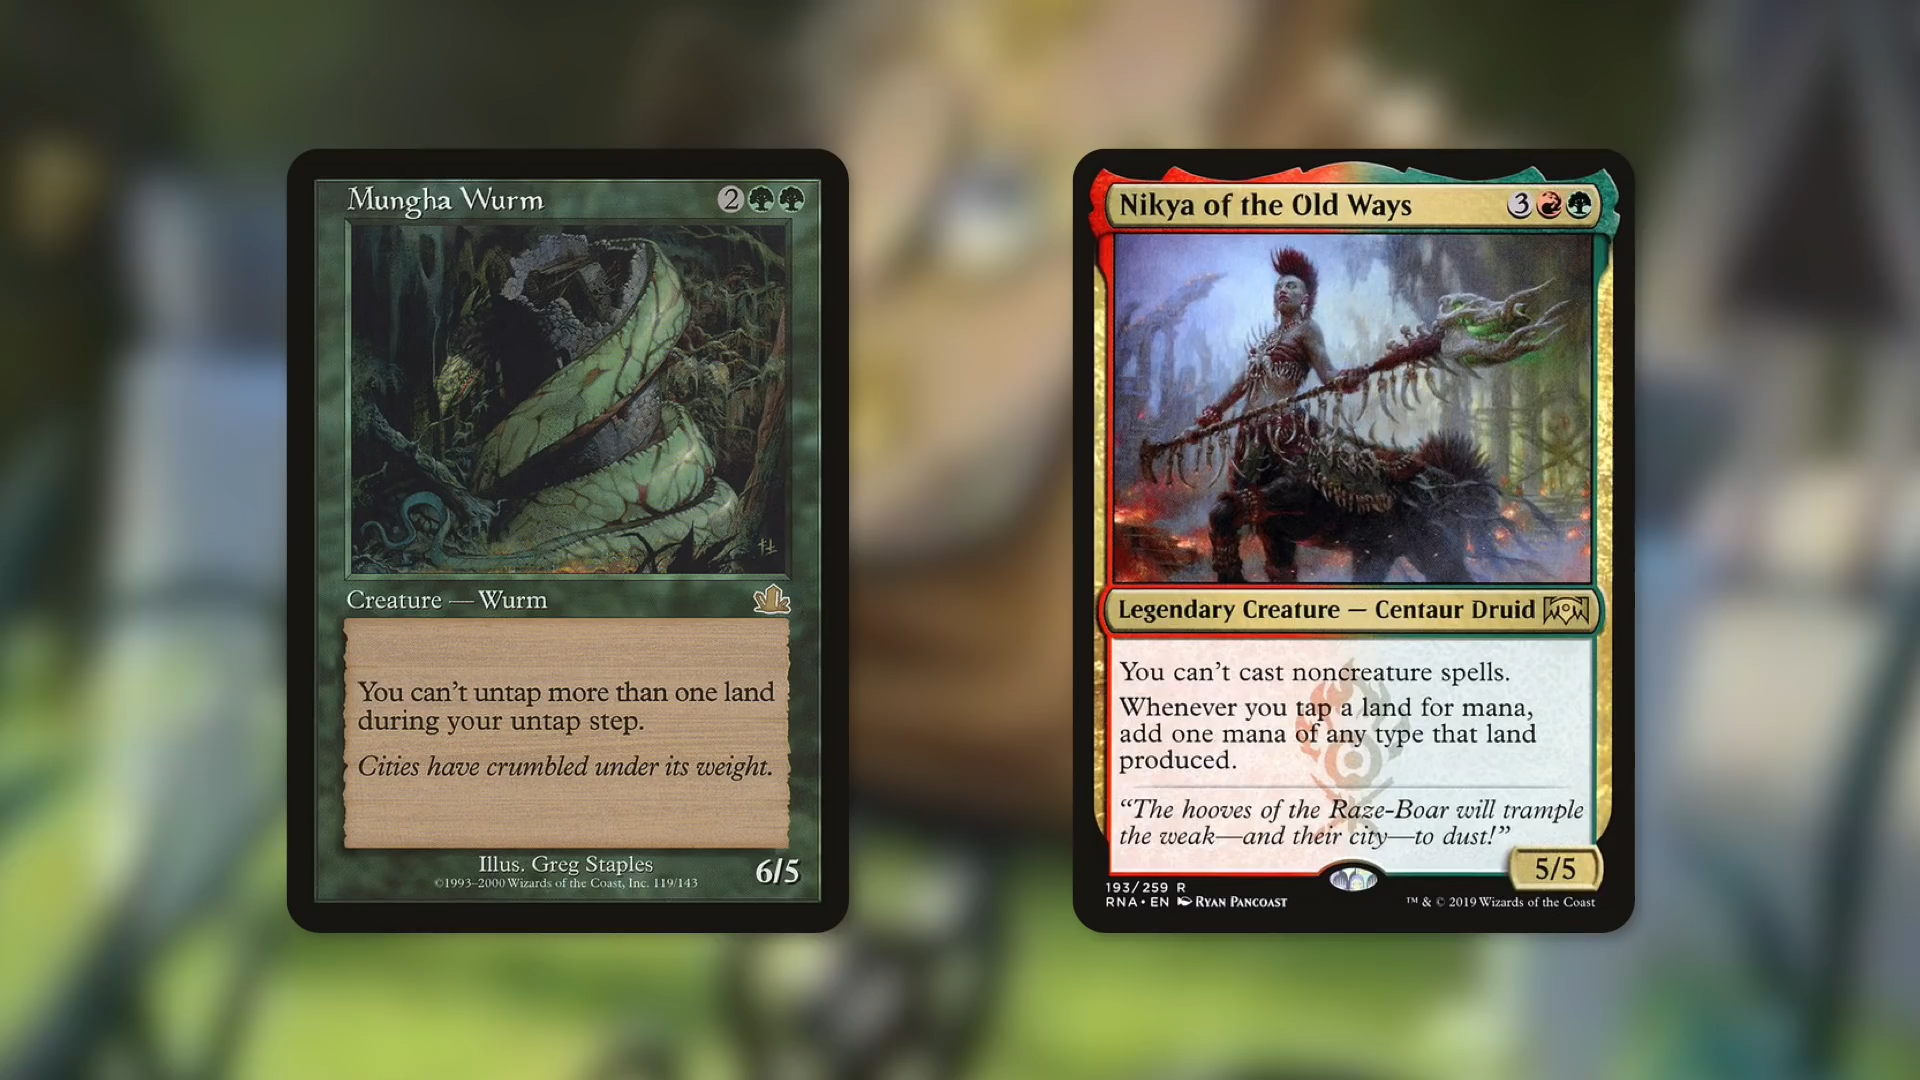 Mungha Wurm
2
Creature — Wurm
You can't untap more than one land
during your untap step.
Cities have crumbled under its weight.
Illus. Greg Staples
©1993–2000 Wizards of the Coast, Inc. 119/143
6/5
Nikya of the Old Ways
3
Legendary Creature — Centaur Druid
You can't cast noncreature spells.
Whenever you tap a land for mana,
add one mana of any type that land
produced.
“The hooves of the Raze-Boar will trample
the weak—and their city—to dust!”
5/5
193/259 R
RNA • EN Ryan Pancoast
™ & © 2019 Wizards of the Coast